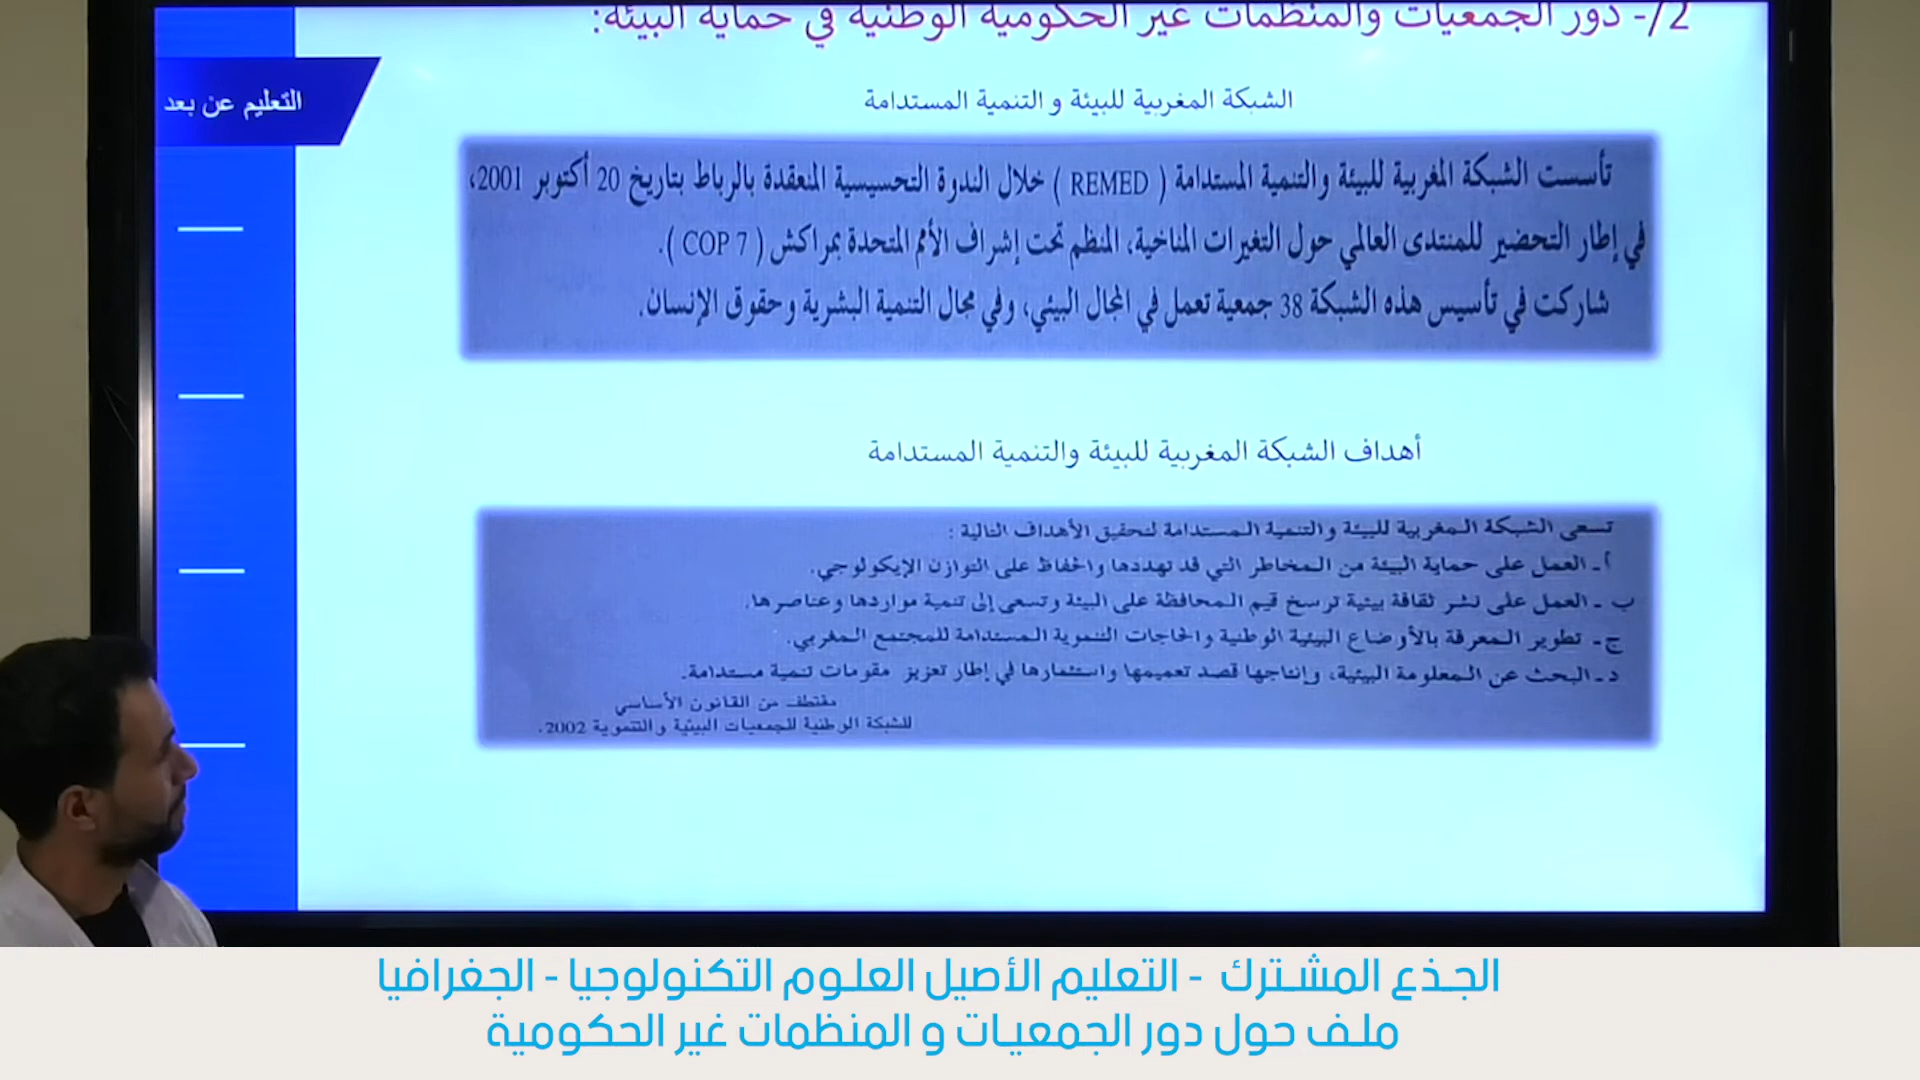 2/- دور الجمعيات والمنظمات غير الحكومية الوطنية في حماية البيئة:
التعليم عن بعد
الشبكة المغربية للبيئة و التنمية المستدامة
تأسست الشبكة المغربية للبيئة والتنمية المستدامة ( REMED ) خلال الندوة التحسيسية المنعقدة بالرباط بتاريخ 20 أكتوبر 2001،
في إطار التحضير للمنتدى العالمي حول التغيرات المناخية، المنظم تحت إشراف الأمم المتحدة بمراكش ( COP 7 ).
شاركت في تأسيس هذه الشبكة 38 جمعية تعمل في المجال البيئي، وفي مجال التنمية البشرية وحقوق الإنسان.
أهداف الشبكة المغربية للبيئة والتنمية المستدامة
تسعى الشبكة المغربية للبيئة والتنمية المستدامة لتحقيق الأهداف التالية :
أ ـ العمل على حماية البيئة من المخاطر التي قد تهددها والحفاظ على التوازن الإيكولوجي.
ب ـ العمل على نشر ثقافة بيئية ترسخ قيم المحافظة على البيئة وتسعى إلى تنمية مواردها وعناصرها.
ج ـ تطوير المعرفة بالأوضاع البيئية الوطنية والحاجات التنموية المستدامة للمجتمع المغربي.
د ـ البحث عن المعلومة البيئية، وإنتاجها قصد تعميمها واستثمارها في إطار تعزيز مقومات تنمية مستدامة.
مقتطف من القانون الأساسي
للشبكة الوطنية للجمعيات البيئية والتنموية 2002.
الجذع المشترك - التعليم الأصيل العلوم التكنولوجيا - الجغرافيا
ملف حول دور الجمعيات و المنظمات غير الحكومية